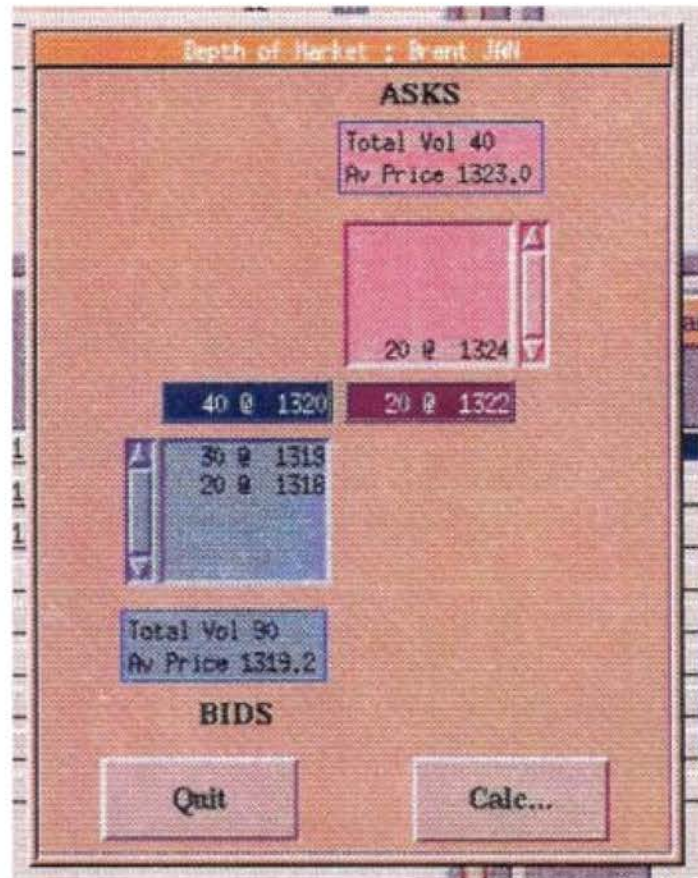 Depth of Market : Brent JAN
ASKS
Total Vol 40
Av Price 1323.0
20 @ 1324
40 @ 1320
20 @ 1322
30 @ 1319
20 @ 1318
Total Vol 90
Av Price 1319.2
BIDS
Quit
Calc...